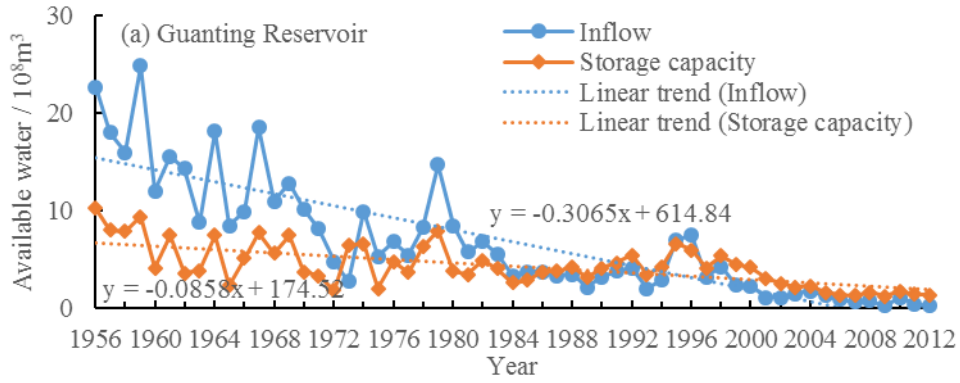 30
(a) Guanting Reservoir
Inflow
Storage capacity
Linear trend (Inflow)
Linear trend (Storage capacity)
Available water / 10⁸m³
20
10
0
y = -0.3065x + 614.84
y = -0.0858x + 174.52
1956 1960 1964 1968 1972 1976 1980 1984 1988 1992 1996 2000 2004 2008 2012
Year